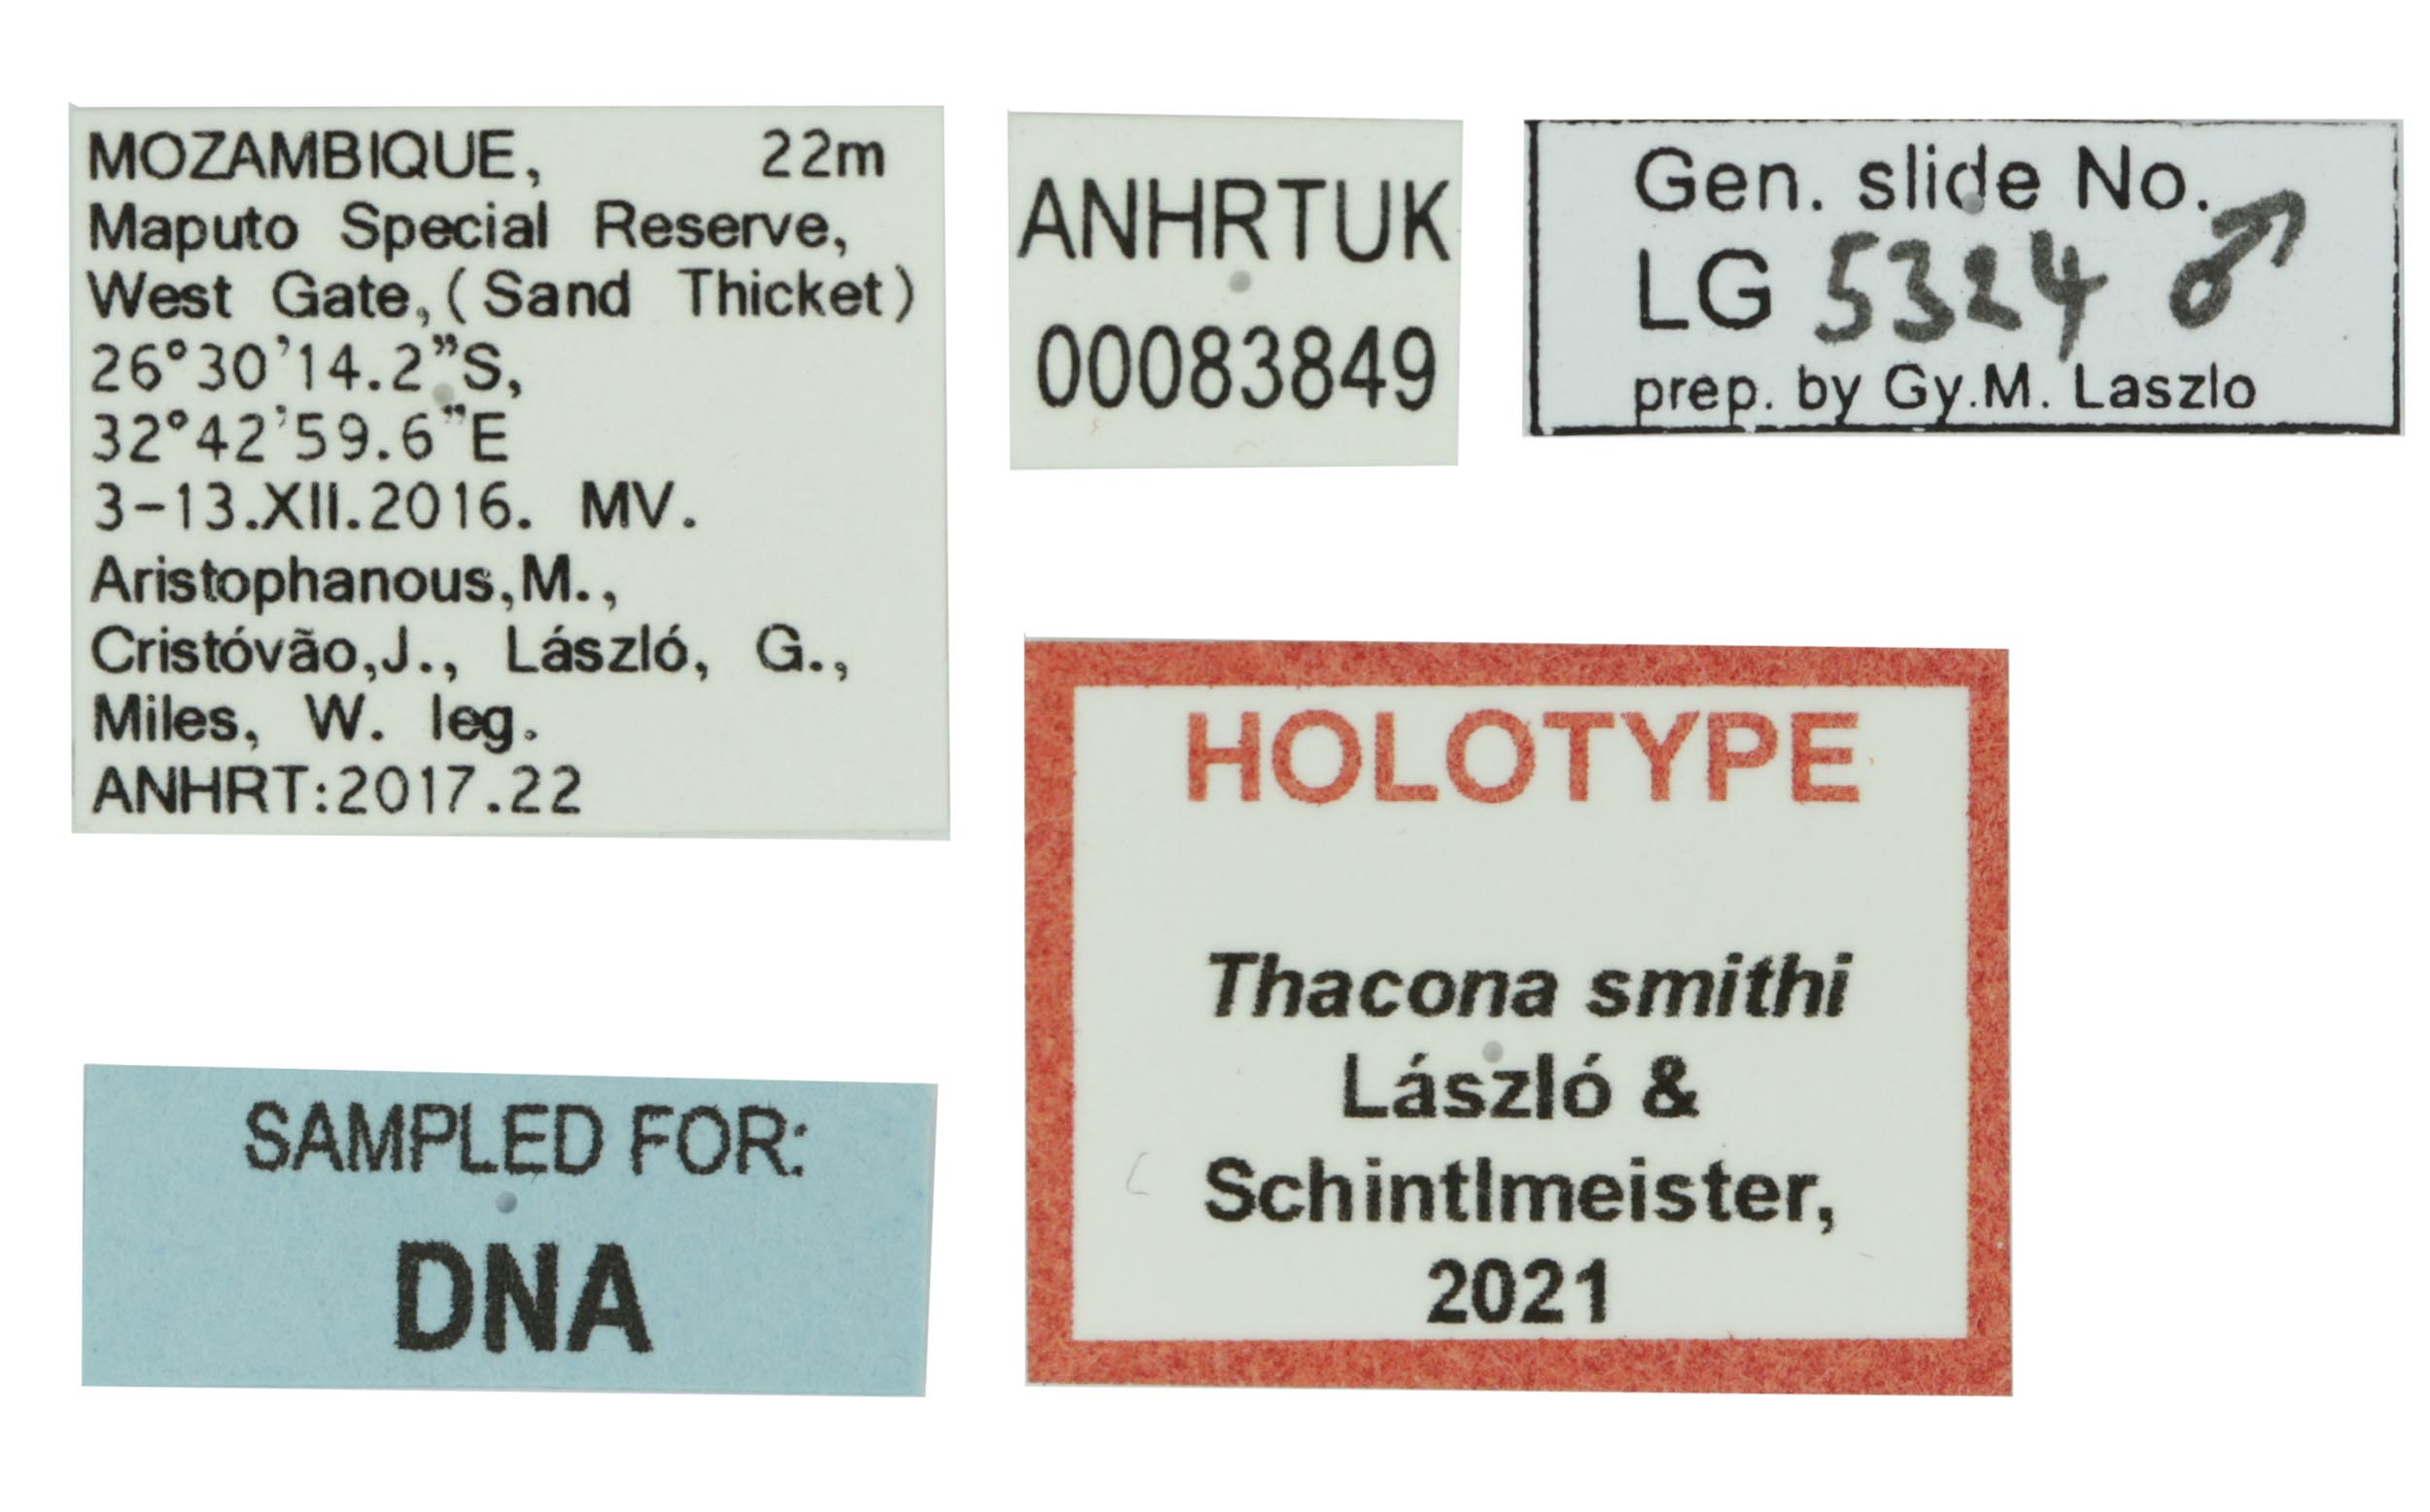 MOZAMBIQUE, 22m
Maputo Special Reserve,
West Gate,(Sand Thicket)
26°30’14.2”S,
32°42’59.6”E
3-13.XII.2016. MV.
Aristophanous,M.,
Cristóvão,J., László, G.,
Miles, W. leg.
ANHRT:2017.22
ANHRTUK
00083849
Gen. slide No.
LG 5324 ♂
prep. by Gy.M. Laszlo
HOLOTYPE
Thacona smithi
László &
Schintlmeister,
2021
SAMPLED FOR:
DNA